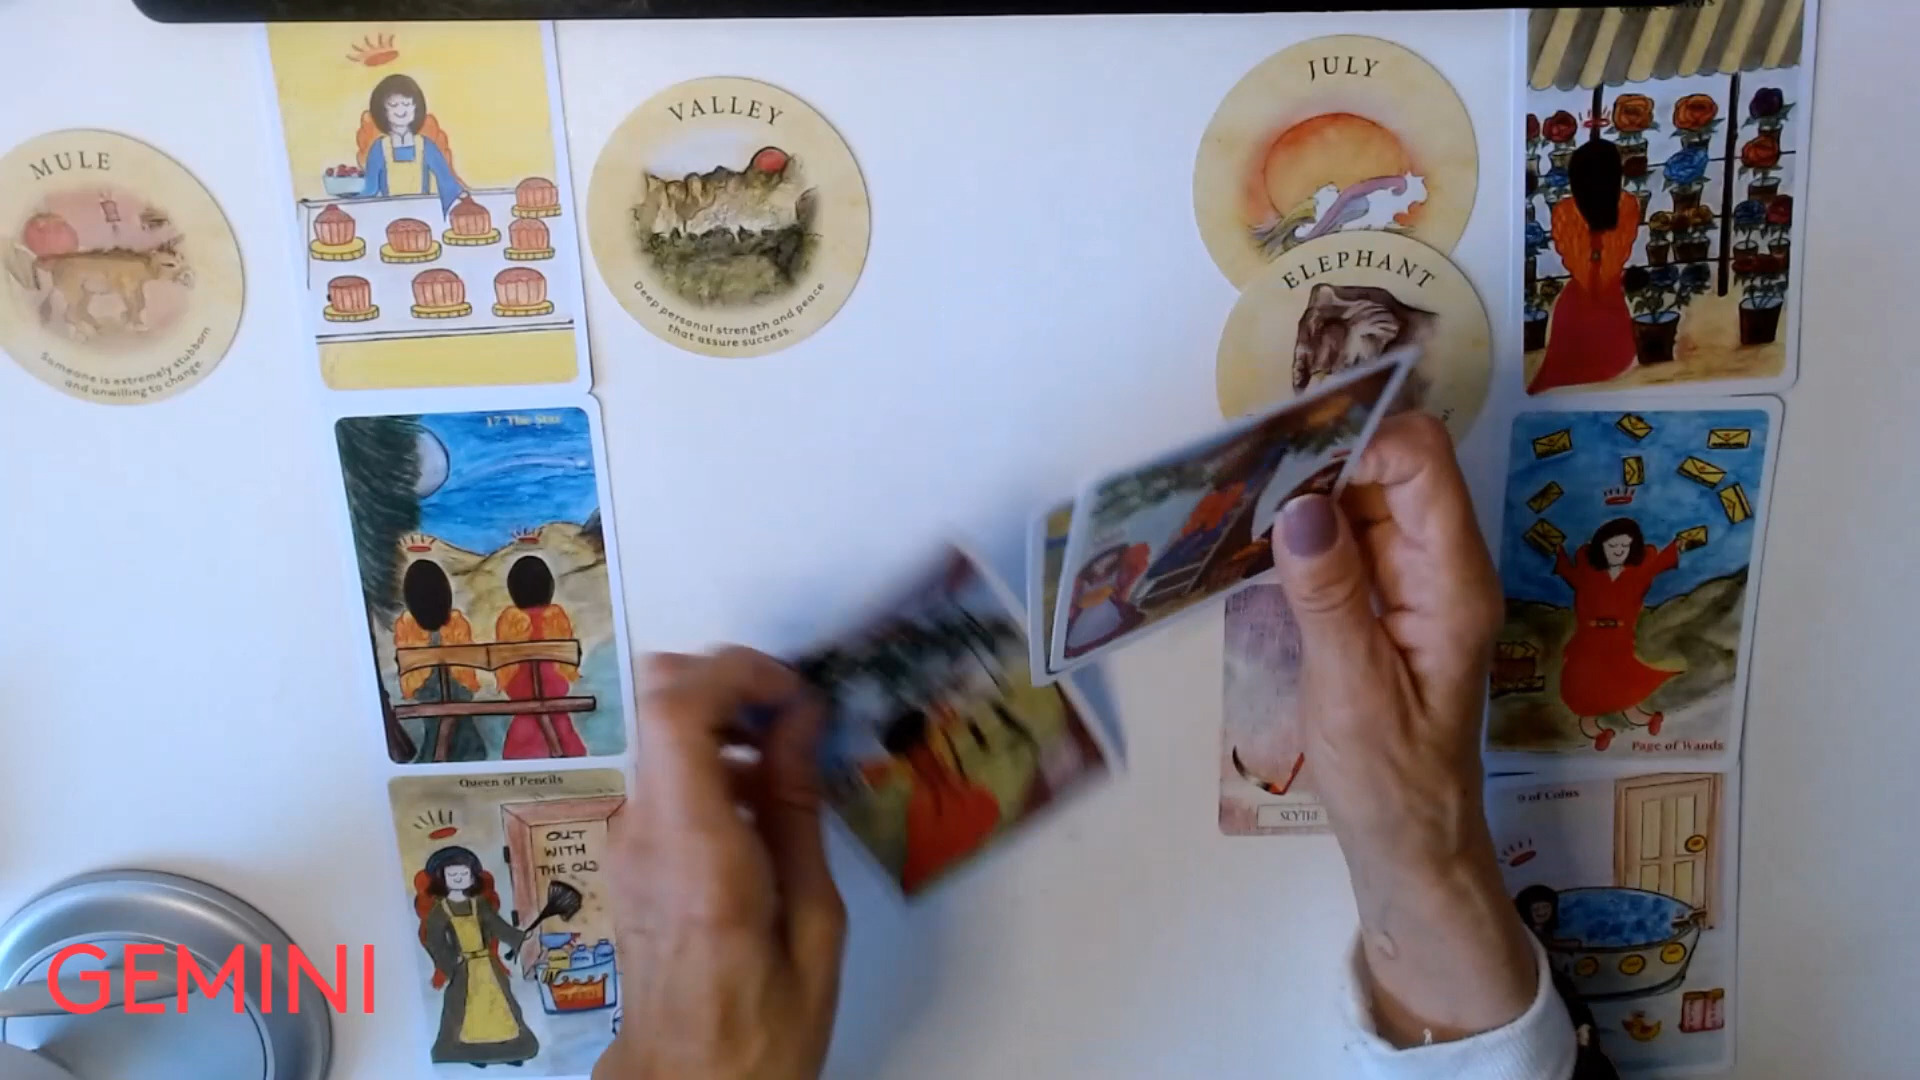 MULE
Someone is extremely stubborn
and unwilling to change.
VALLEY
Deep personal strength and peace
that assure success.
JULY
ELEPHANT
17 The Star
Queen of Pencils
OUT
WITH
THE OLD
Page of Wands
9 of Coins
SCYTHE
GEMINI